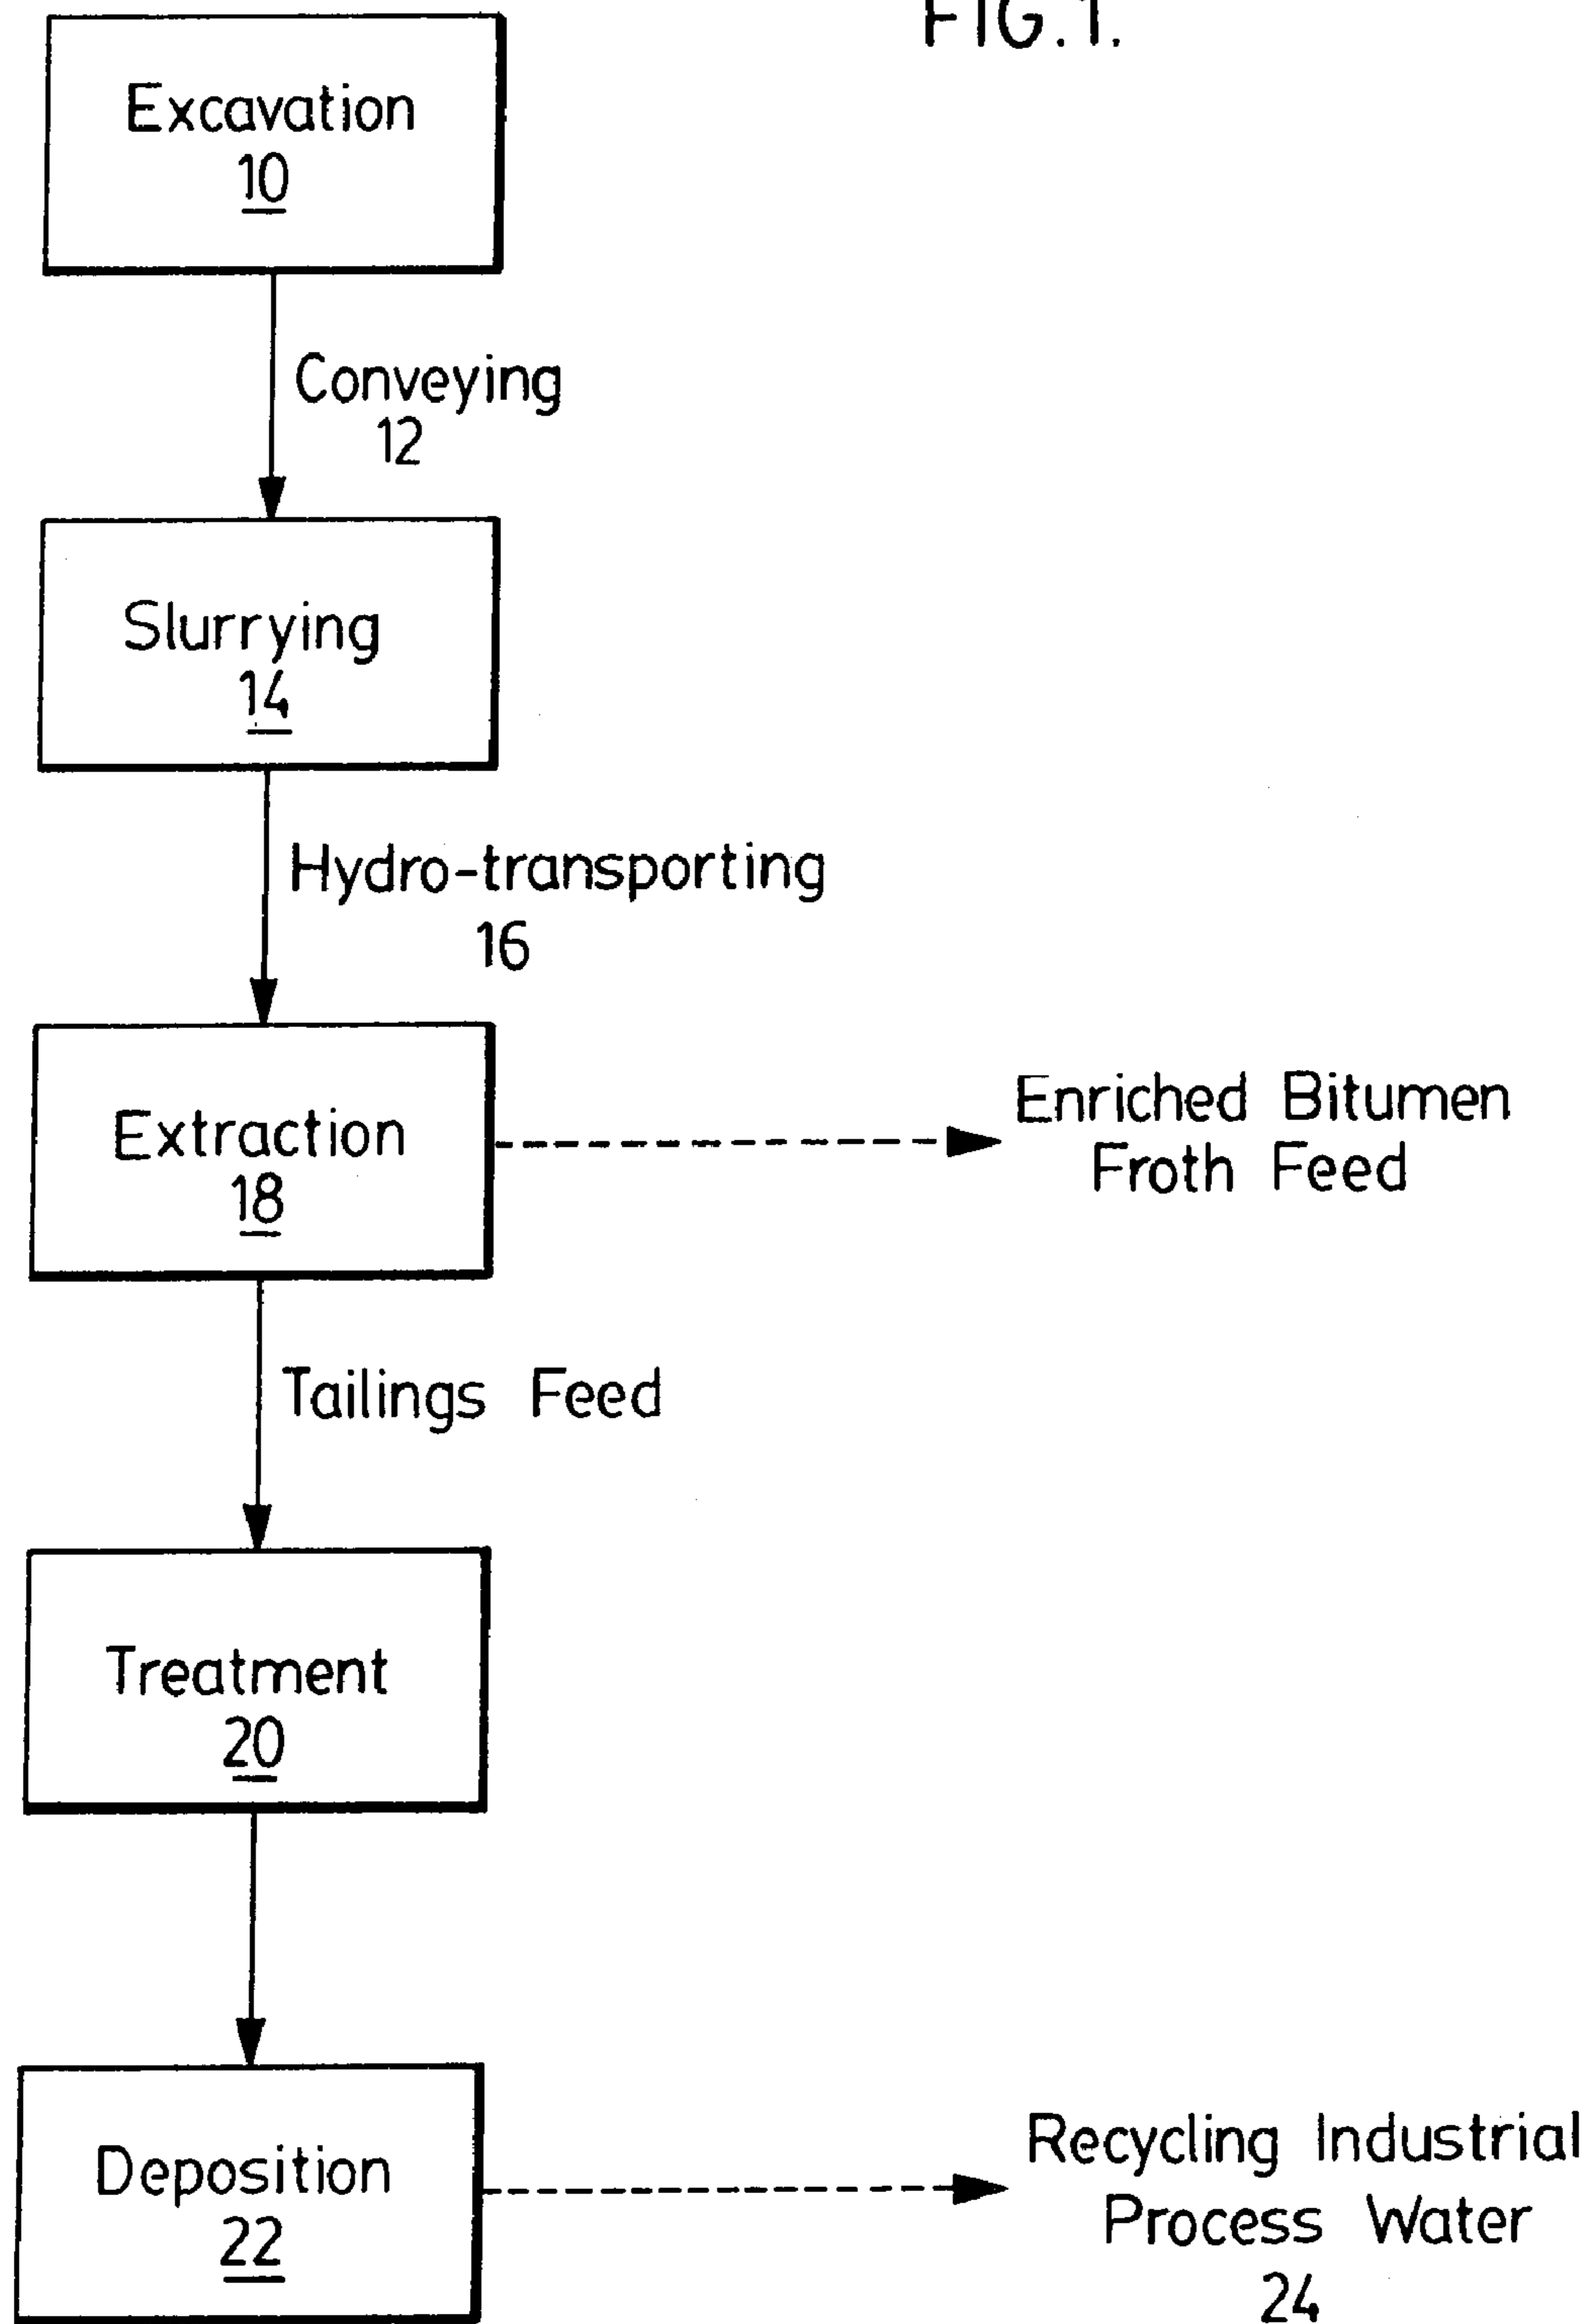 FIG.1.
Excavation
10
Conveying
12
Slurrying
14
Hydro-transporting
16
Extraction
18
Enriched Bitumen
Froth Feed
Tailings Feed
Treatment
20
Deposition
22
Recycling Industrial
Process Water
24